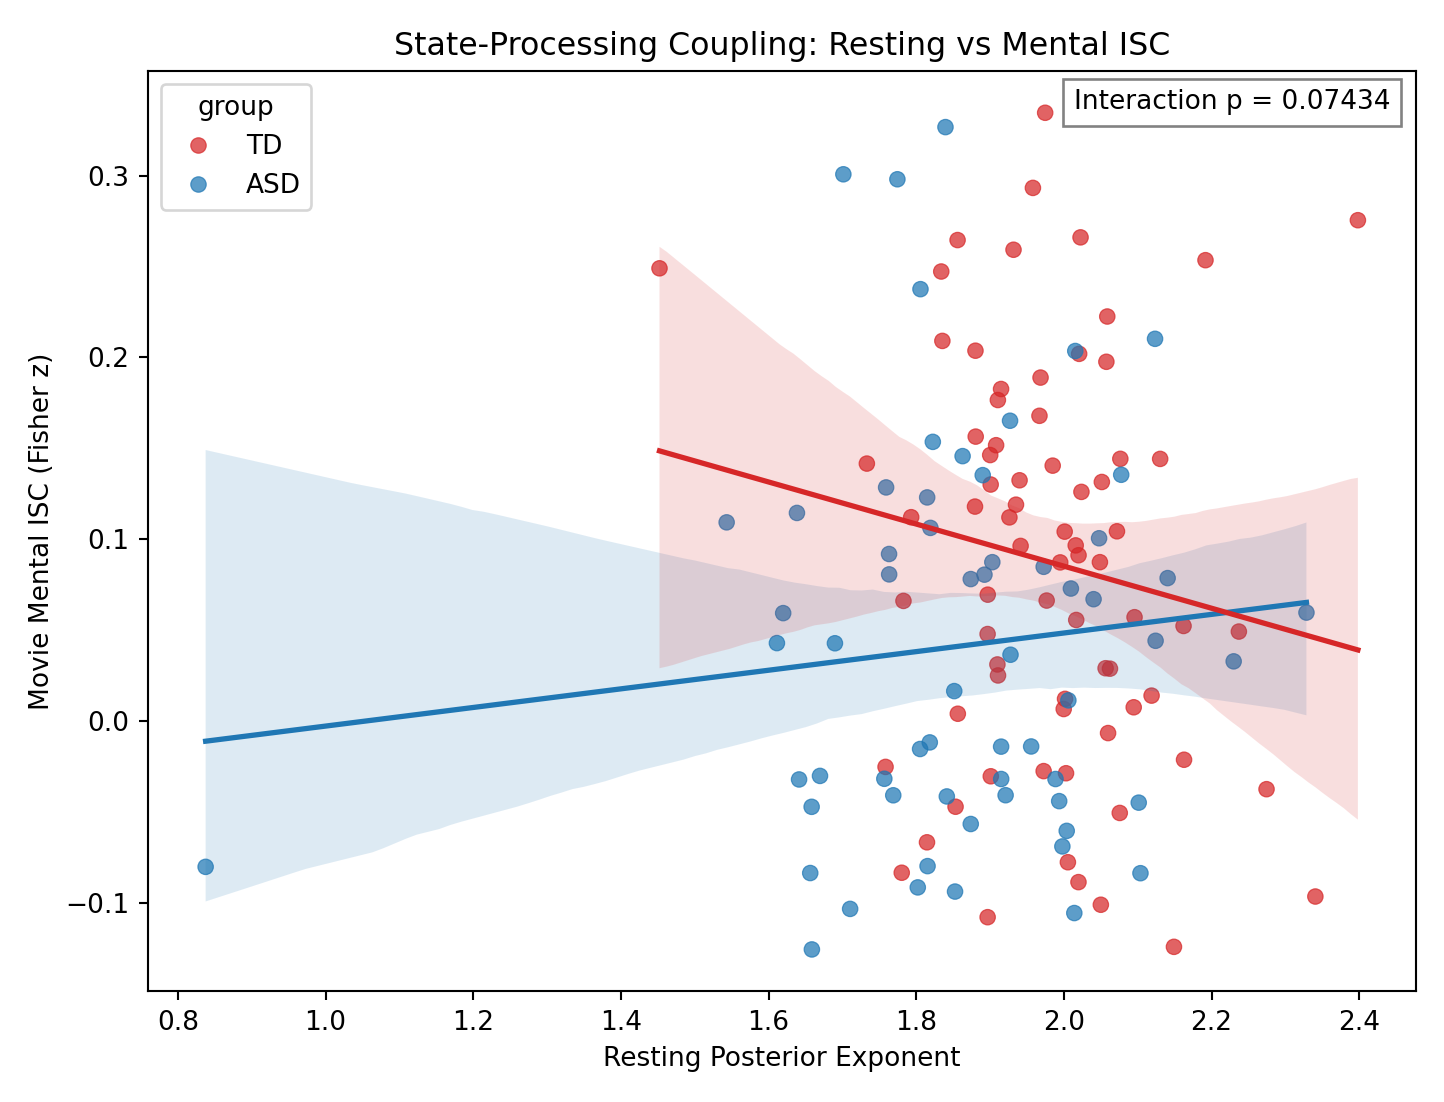 State-Processing Coupling: Resting vs Mental ISC
group
TD
ASD
Interaction p = 0.07434
Movie Mental ISC (Fisher z)
0.3
0.2
0.1
0.0
−0.1
0.8
1.0
1.2
1.4
1.6
1.8
2.0
2.2
2.4
Resting Posterior Exponent